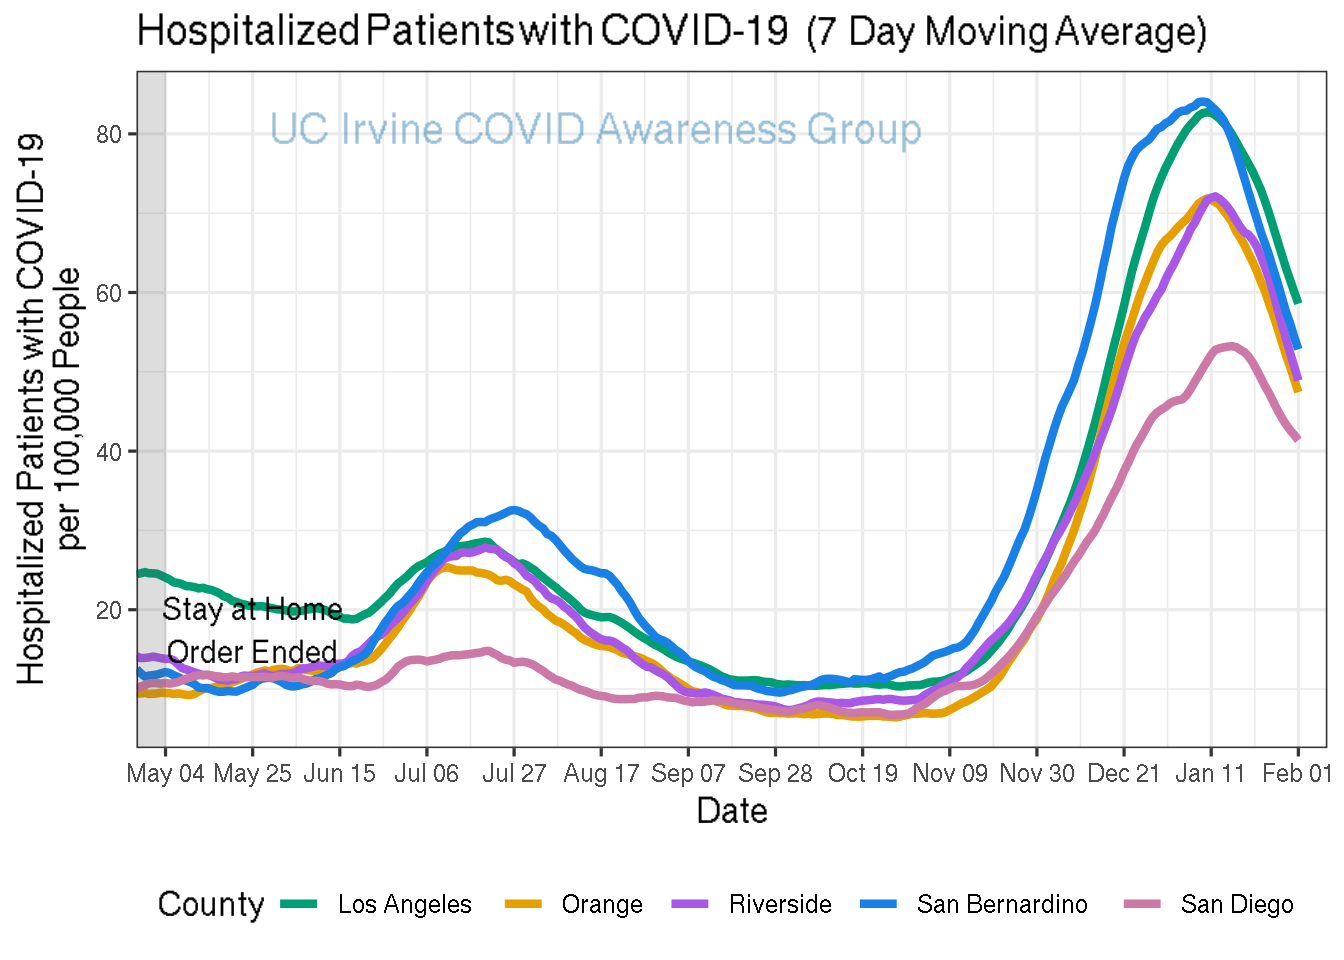 Hospitalized Patients with COVID-19 (7 Day Moving Average)
UC Irvine COVID Awareness Group
Hospitalized Patients with COVID-19
per 100,000 People
80
60
40
20
Stay at Home
Order Ended
May 04 May 25 Jun 15 Jul 06 Jul 27 Aug 17 Sep 07 Sep 28 Oct 19 Nov 09 Nov 30 Dec 21 Jan 11 Feb 01
Date
County Los Angeles Orange Riverside San Bernardino San Diego